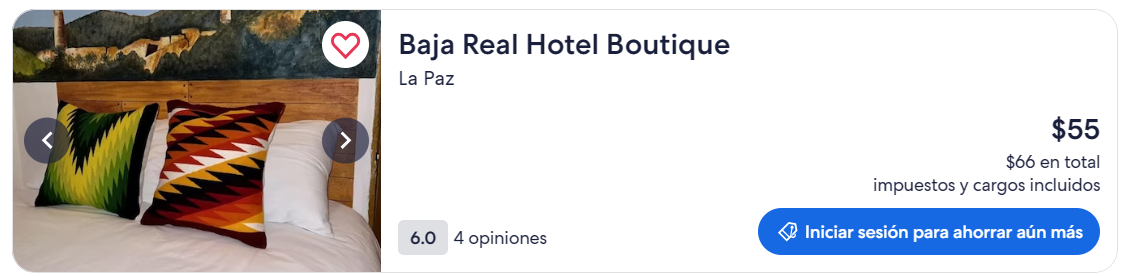 Baja Real Hotel Boutique
La Paz
$55
$66 en total
impuestos y cargos incluidos
6.0 4 opiniones
Iniciar sesión para ahorrar aún más